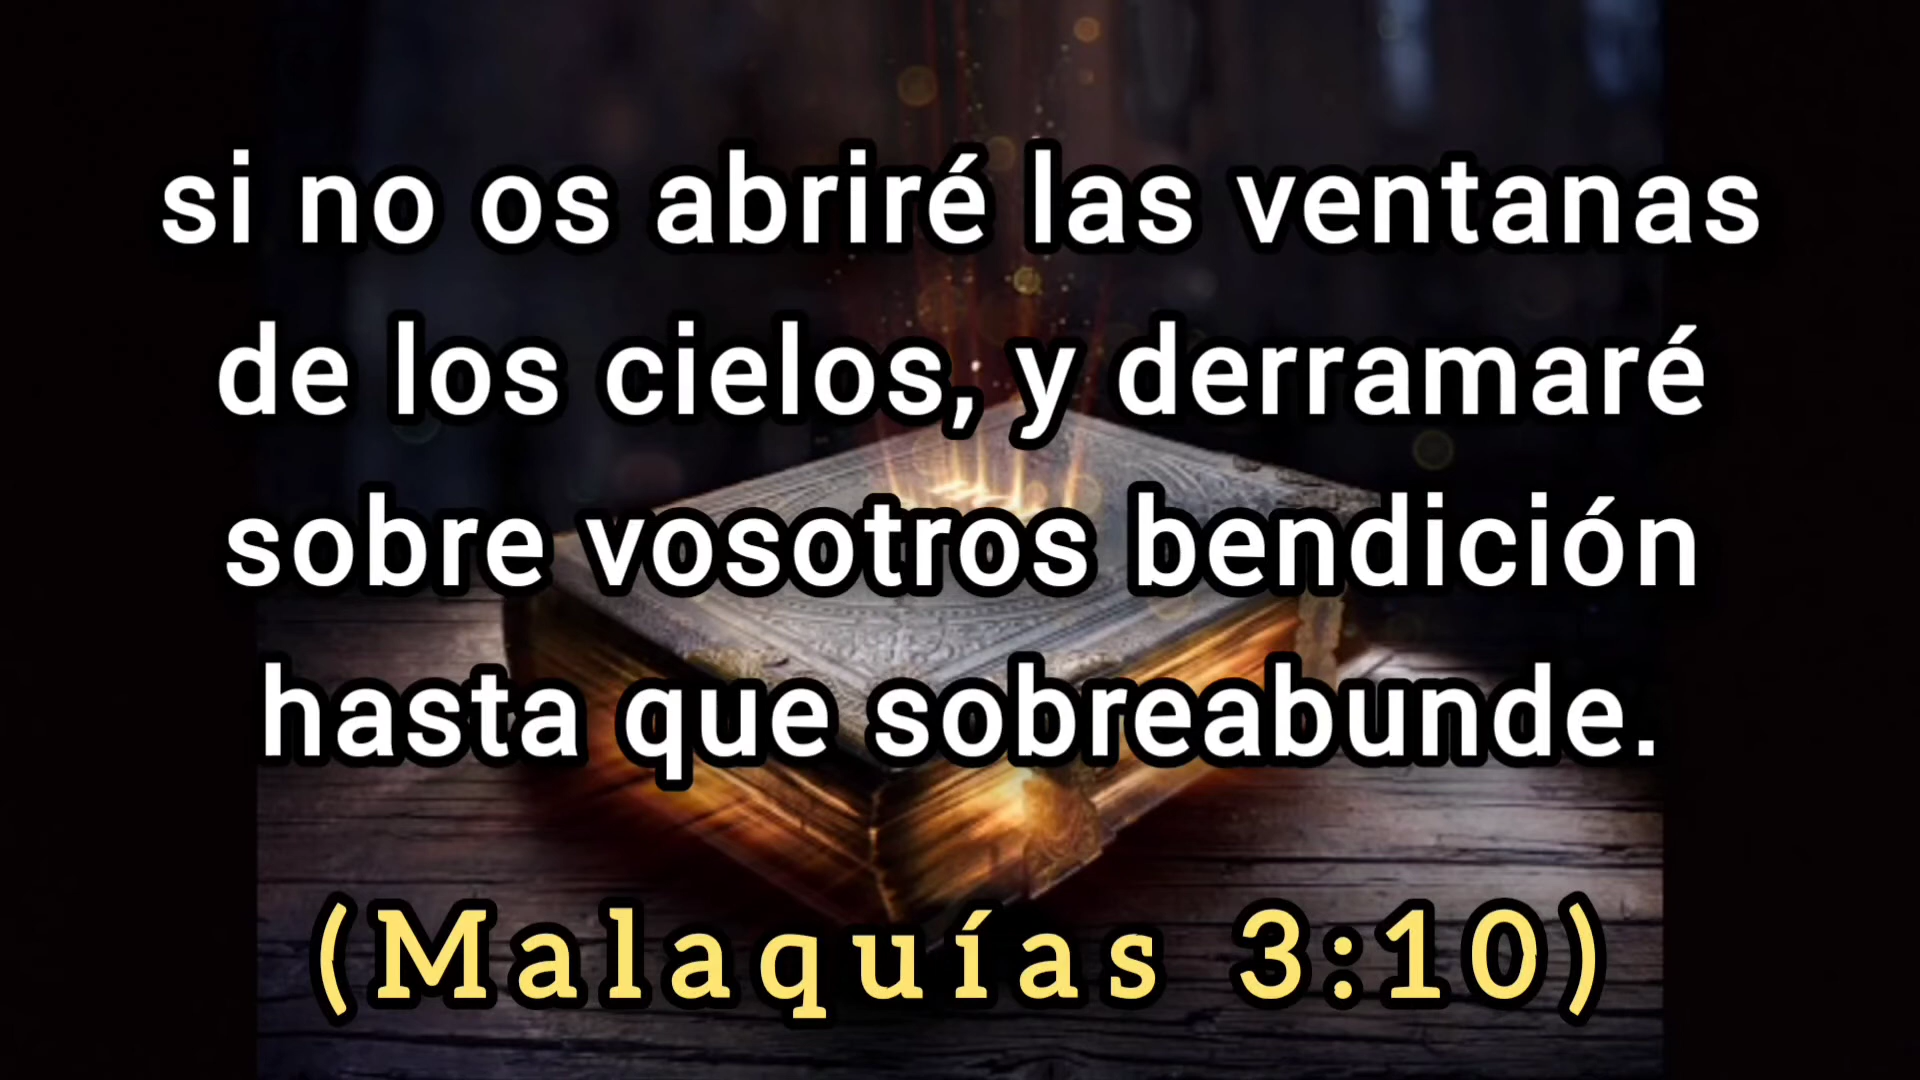 si no os abriré las ventanas
de los cielos, y derramaré
sobre vosotros bendición
hasta que sobreabunde.
(Malaquías 3:10)